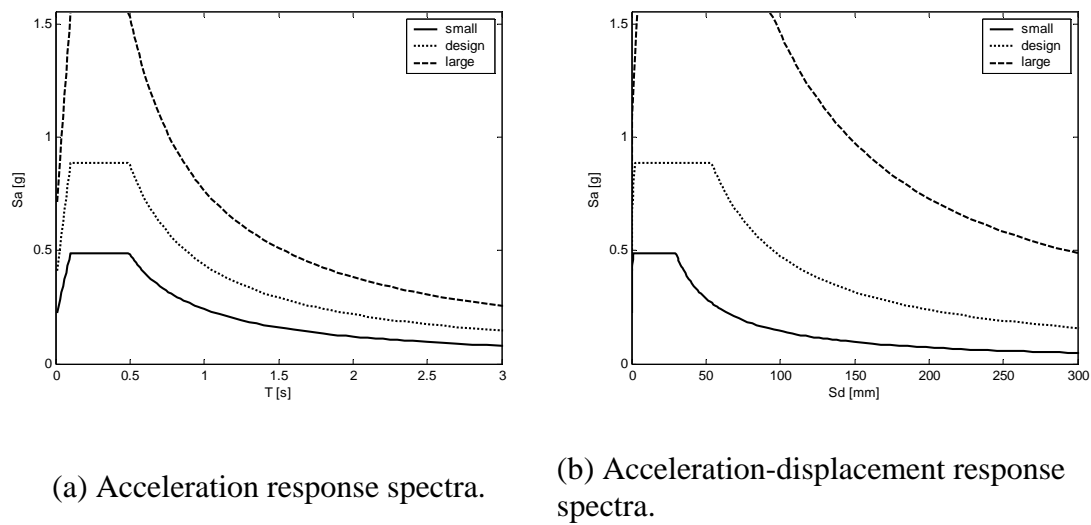 1.5
1
0.5
0
Sa [g]
0
0.5
1
1.5
2
2.5
3
T [s]
small
design
large
1.5
1
0.5
0
Sa [g]
0
50
100
150
200
250
300
Sd [mm]
small
design
large
(a) Acceleration response spectra.
(b) Acceleration-displacement response
spectra.